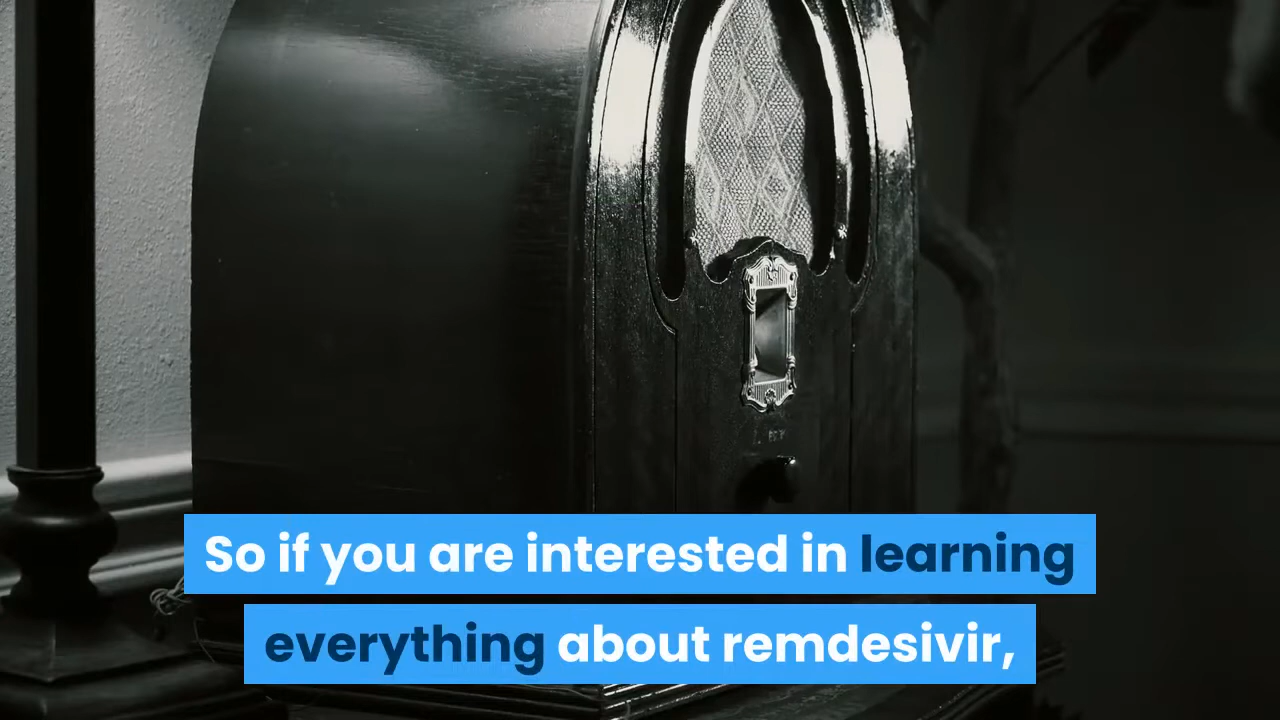 So if you are interested in learning
everything about remdesivir,